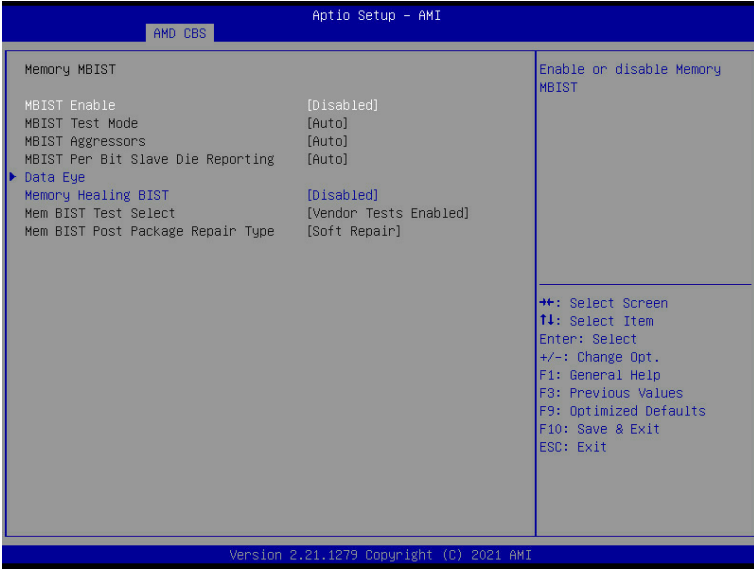 Aptio Setup – AMI
AMD CBS
Memory MBIST
MBIST Enable [Disabled]
MBIST Test Mode [Auto]
MBIST Aggressors [Auto]
MBIST Per Bit Slave Die Reporting [Auto]
Data Eye
Memory Healing BIST [Disabled]
Mem BIST Test Select [Vendor Tests Enabled]
Mem BIST Post Package Repair Type [Soft Repair]
Enable or disable Memory
MBIST
→←: Select Screen
↑↓: Select Item
Enter: Select
+/-: Change Opt.
F1: General Help
F3: Previous Values
F9: Optimized Defaults
F10: Save & Exit
ESC: Exit
Version 2.21.1279 Copyright (C) 2021 AMI